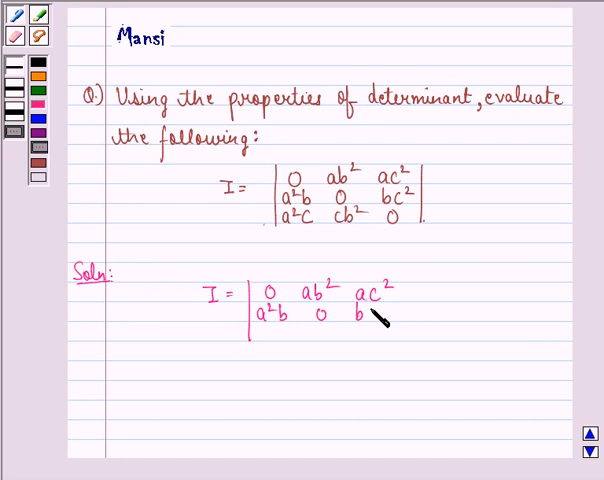 Mansi
Q.) Using the properties of determinant, evaluate
the following:
I = | 0 ab² ac² |
| a²b 0 bc² |
| a²c cb² 0 |.
Soln:
I = | 0 ab² ac²
| a²b 0 b